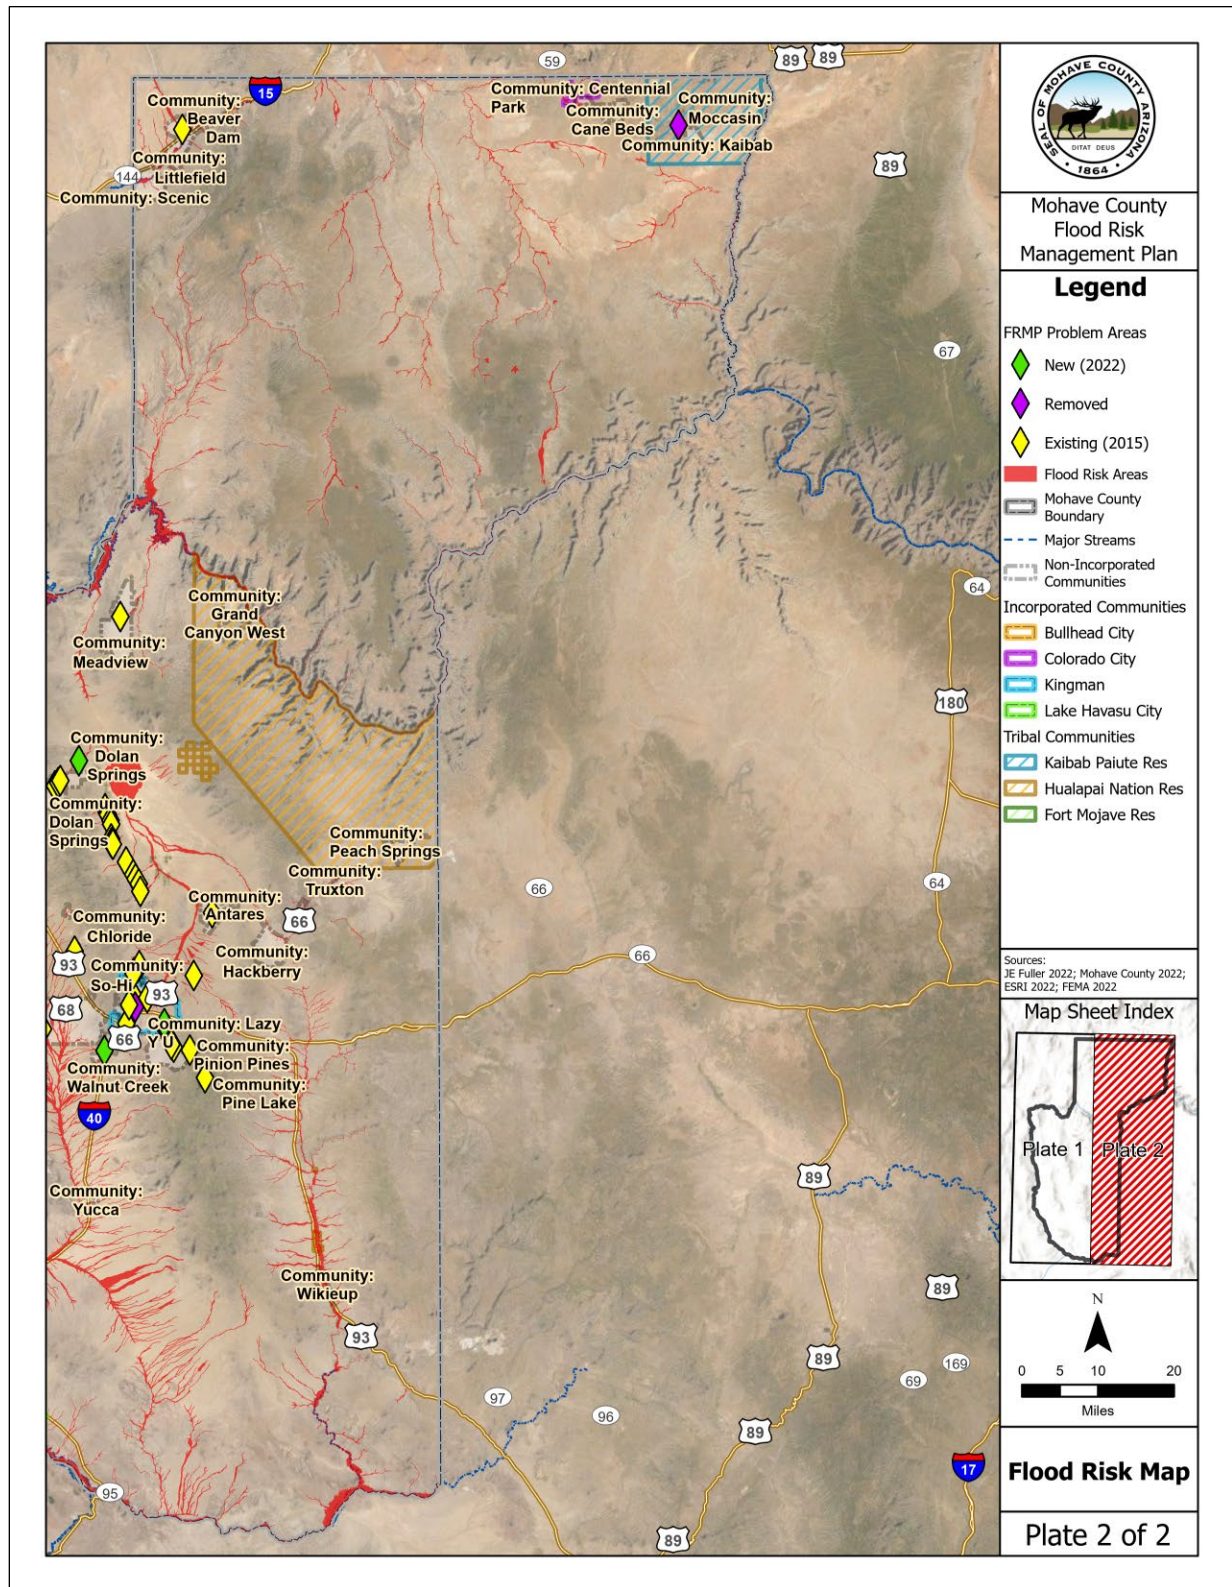 59
89
89
15
Community:
Beaver
Dam
Community: Centennial
Park
Community:
Cane Beds
Community:
Moccasin
Community: Kaibab
Community:
Littlefield
144
Community: Scenic
89
67
Community:
Grand
Canyon West
64
Community:
Meadview
180
Community:
Dolan
Springs
Community:
Dolan
Springs
Community:
Peach Springs
Community:
Truxton
66
64
Community:
Antares
66
Community:
Chloride
Community:
Hackberry
66
93
Community:
So-Hi
93
68
Community: Lazy
Y U
66
Community:
Pinion Pines
Community:
Walnut Creek
Community:
Pine Lake
40
89
Community:
Yucca
Community:
Wikieup
89
93
89
169
69
97
96
89
17
95
89
SEAL OF MOHAVE COUNTY ARIZONA
DITAT DEUS
1864
Mohave County
Flood Risk
Management Plan
Legend
FRMP Problem Areas
New (2022)
Removed
Existing (2015)
Flood Risk Areas
Mohave County
Boundary
Major Streams
Non-Incorporated
Communities
Incorporated Communities
Bullhead City
Colorado City
Kingman
Lake Havasu City
Tribal Communities
Kaibab Paiute Res
Hualapai Nation Res
Fort Mojave Res
Sources:
JE Fuller 2022; Mohave County 2022;
ESRI 2022; FEMA 2022
Map Sheet Index
Plate 1
Plate 2
N
0 5 10 20
Miles
Flood Risk Map
Plate 2 of 2